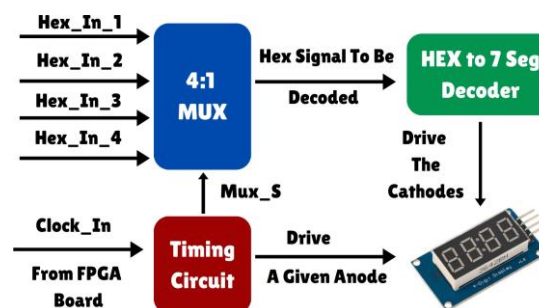 Hex_In_1
Hex_In_2
Hex_In_3
Hex_In_4
4:1
MUX
Hex Signal To Be
Decoded
HEX to 7 Seg
Decoder
Drive
The
Cathodes
Mux_S
Clock_In
From FPGA
Board
Timing
Circuit
Drive
A Given Anode